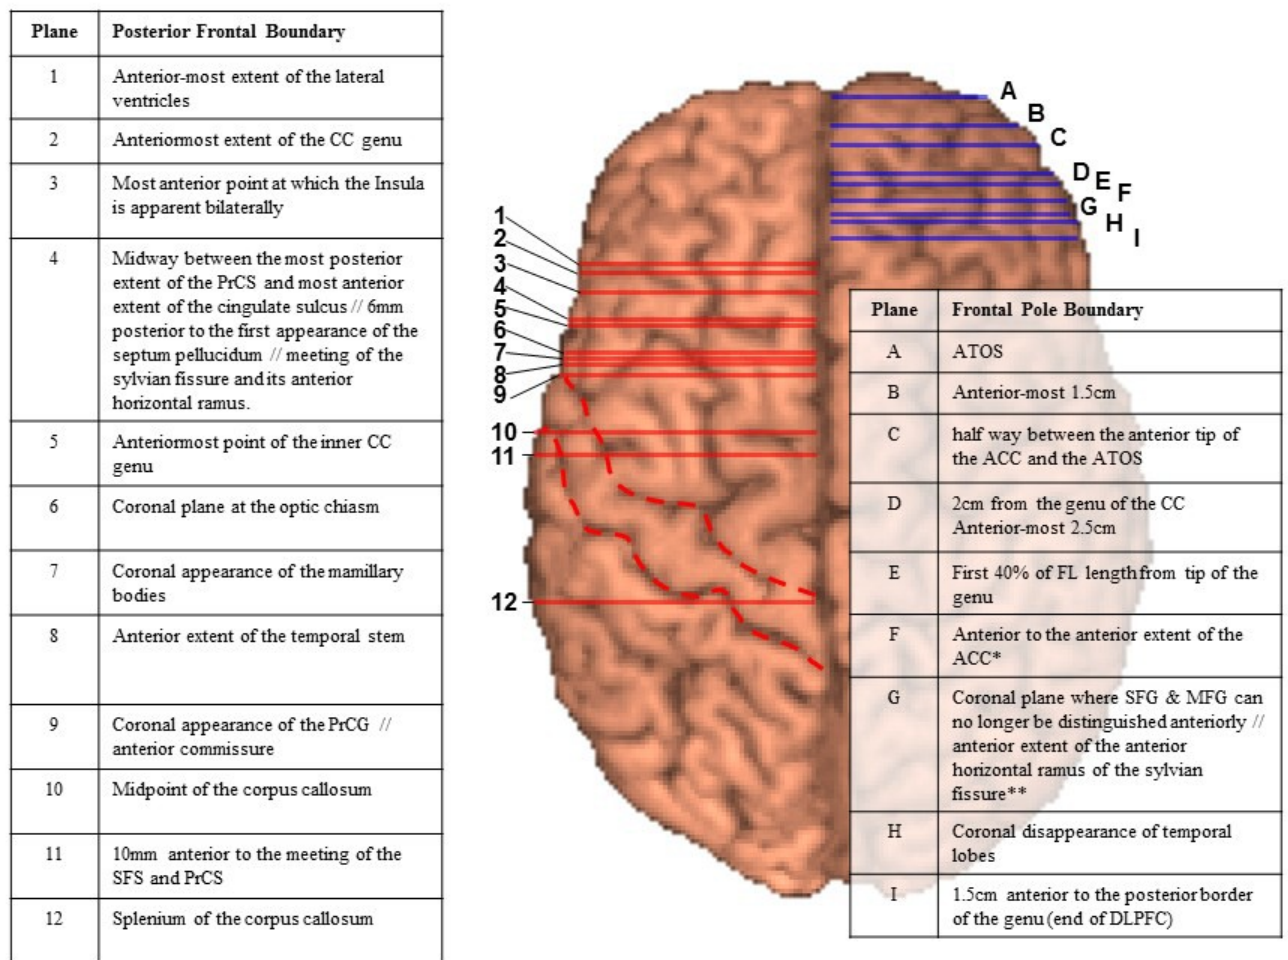 Plane Posterior Frontal Boundary
1 Anterior-most extent of the lateral
ventricles
2 Anteriormost extent of the CC genu
3 Most anterior point at which the Insula
is apparent bilaterally
4 Midway between the most posterior
extent of the PrCS and most anterior
extent of the cingulate sulcus // 6mm
posterior to the first appearance of the
septum pellucidum // meeting of the
sylvian fissure and its anterior
horizontal ramus.
5 Anteriormost point of the inner CC
genu
6 Coronal plane at the optic chiasm
7 Coronal appearance of the mamillary
bodies
8 Anterior extent of the temporal stem
9 Coronal appearance of the PrCG //
anterior commissure
10 Midpoint of the corpus callosum
11 10mm anterior to the meeting of the
SFS and PrCS
12 Splenium of the corpus callosum
1
2
3
4
5
6
7
8
9
10
11
12
A
B
C
D
E
F
G
H
I
Plane Frontal Pole Boundary
A ATOS
B Anterior-most 1.5cm
C half way between the anterior tip of
the ACC and the ATOS
D 2cm from the genu of the CC
Anterior-most 2.5cm
E First 40% of FL length from tip of the
genu
F Anterior to the anterior extent of the
ACC*
G Coronal plane where SFG & MFG can
no longer be distinguished anteriorly //
anterior extent of the anterior
horizontal ramus of the sylvian
fissure**
H Coronal disappearance of temporal
lobes
I 1.5cm anterior to the posterior border
of the genu (end of DLPFC)